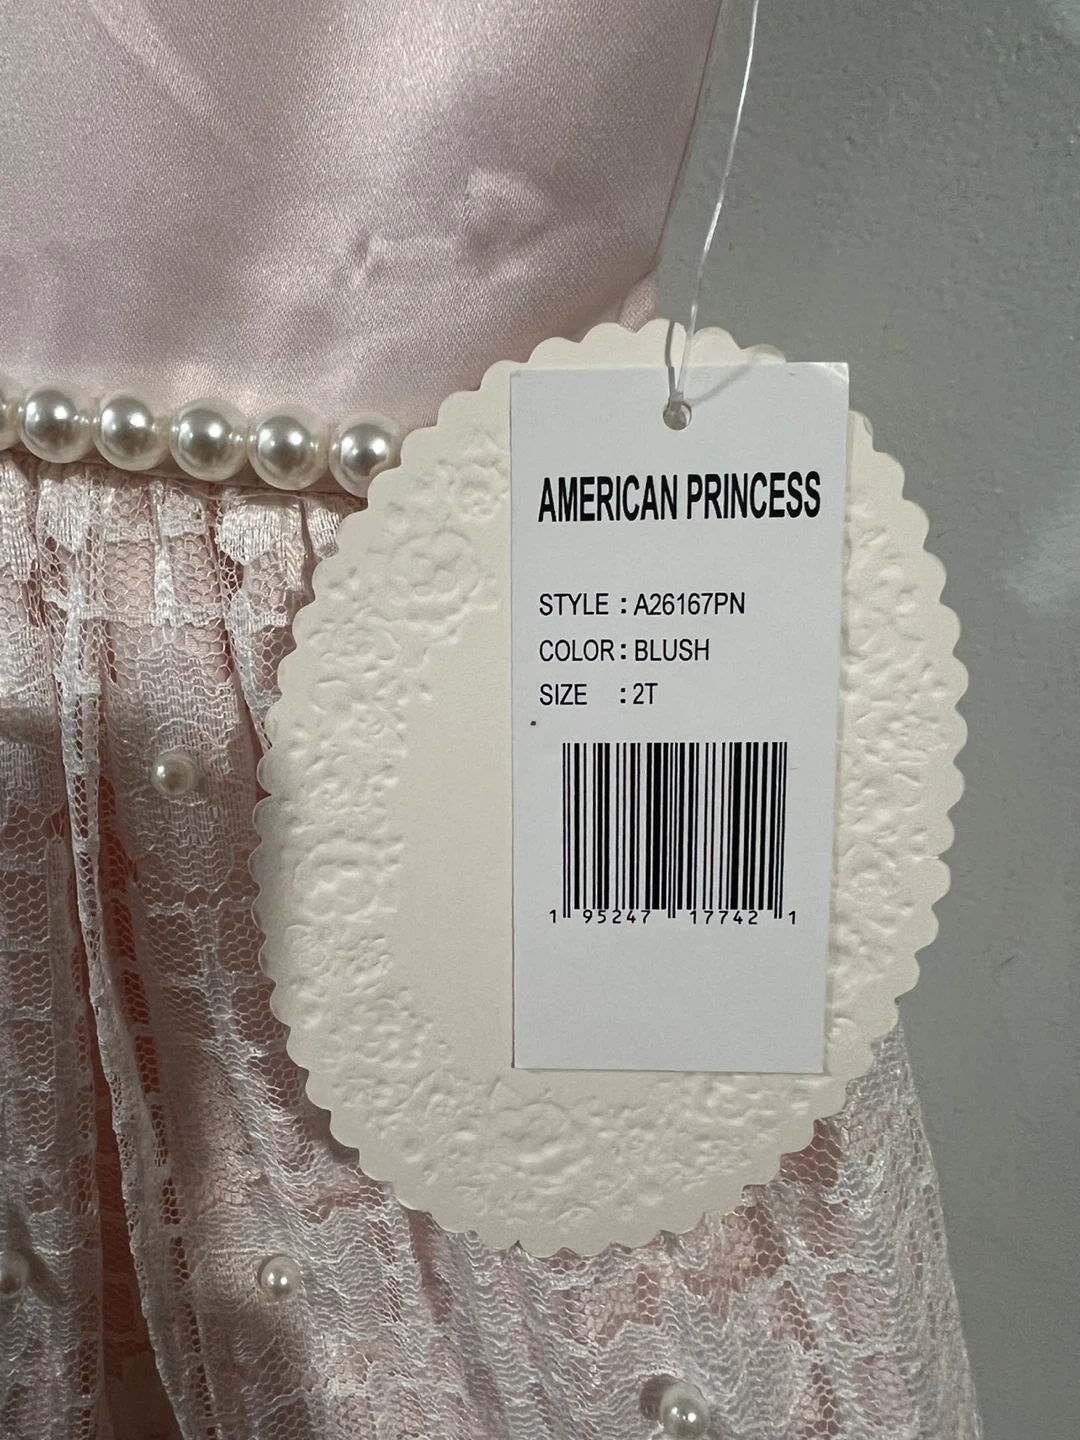 AMERICAN PRINCESS
STYLE : A26167PN
COLOR : BLUSH
SIZE : 2T
1 95247 17742 1